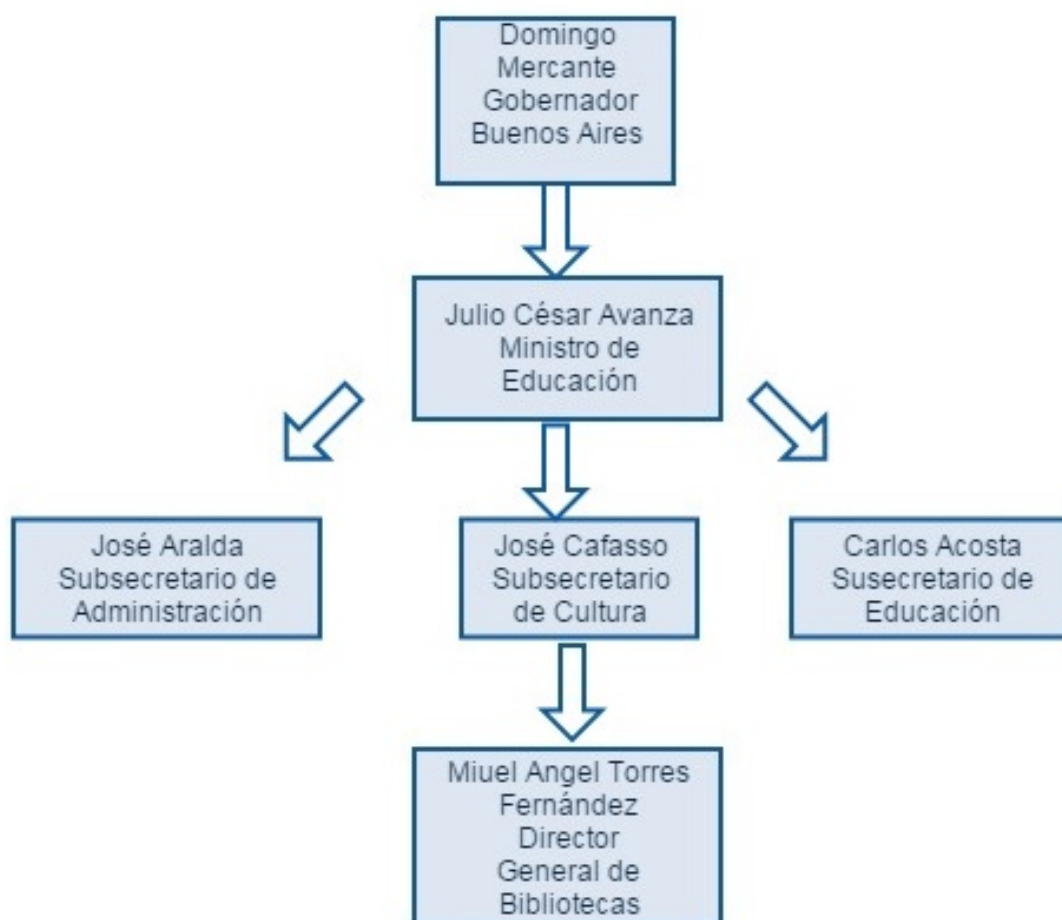 Domingo
Mercante
Gobernador
Buenos Aires
Julio César Avanza
Ministro de
Educación
José Aralda
Subsecretario de
Administración
José Cafasso
Subsecretario
de Cultura
Carlos Acosta
Susecretario de
Educación
Miuel Angel Torres
Fernández
Director
General de
Bibliotecas